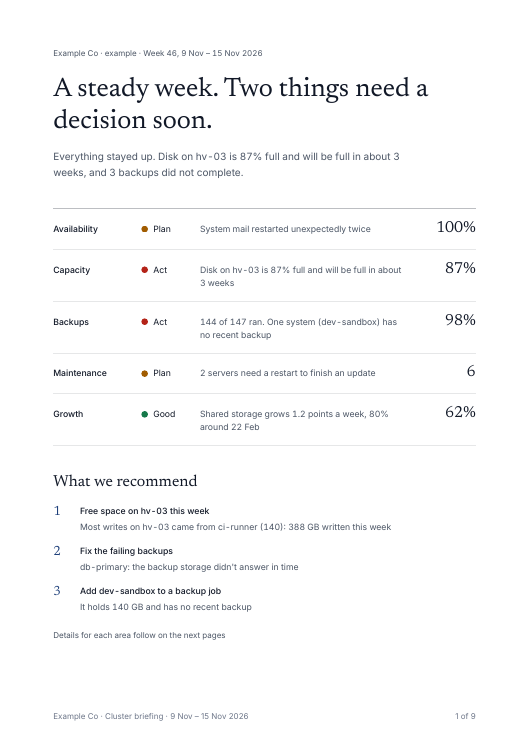 Example Co · example · Week 46, 9 Nov – 15 Nov 2026
A steady week. Two things need a
decision soon.
Everything stayed up. Disk on hv-03 is 87% full and will be full in about 3
weeks, and 3 backups did not complete.
Availability Plan System mail restarted unexpectedly twice 100%
Capacity Act Disk on hv-03 is 87% full and will be full in about 87%
3 weeks
Backups Act 144 of 147 ran. One system (dev-sandbox) has 98%
no recent backup
Maintenance Plan 2 servers need a restart to finish an update 6
Growth Good Shared storage grows 1.2 points a week, 80% 62%
around 22 Feb
What we recommend
1 Free space on hv-03 this week
Most writes on hv-03 came from ci-runner (140): 388 GB written this week
2 Fix the failing backups
db-primary: the backup storage didn't answer in time
3 Add dev-sandbox to a backup job
It holds 140 GB and has no recent backup
Details for each area follow on the next pages
Example Co · Cluster briefing · 9 Nov – 15 Nov 2026 1 of 9